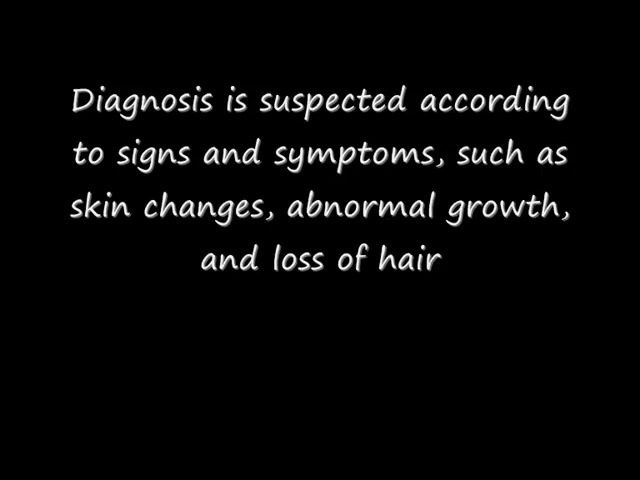 Diagnosis is suspected according
to signs and symptoms, such as
skin changes, abnormal growth,
and loss of hair